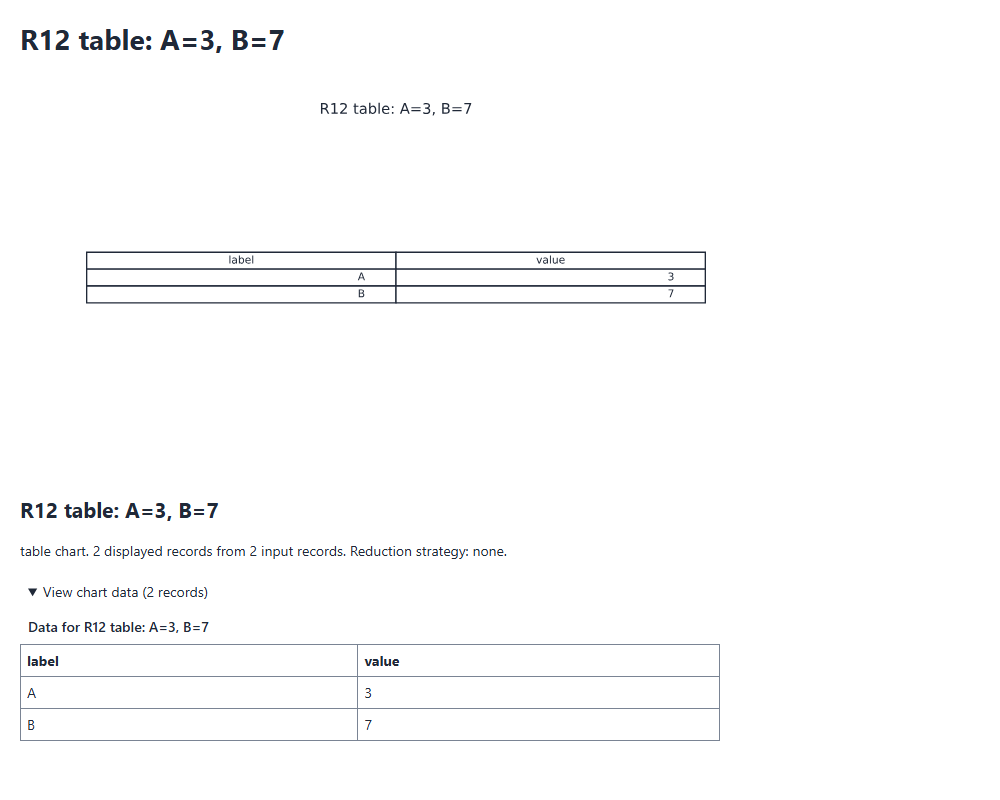 R12 table: A=3, B=7
R12 table: A=3, B=7
label value
A 3
B 7
R12 table: A=3, B=7
table chart. 2 displayed records from 2 input records. Reduction strategy: none.
▼ View chart data (2 records)
Data for R12 table: A=3, B=7
label value
A 3
B 7